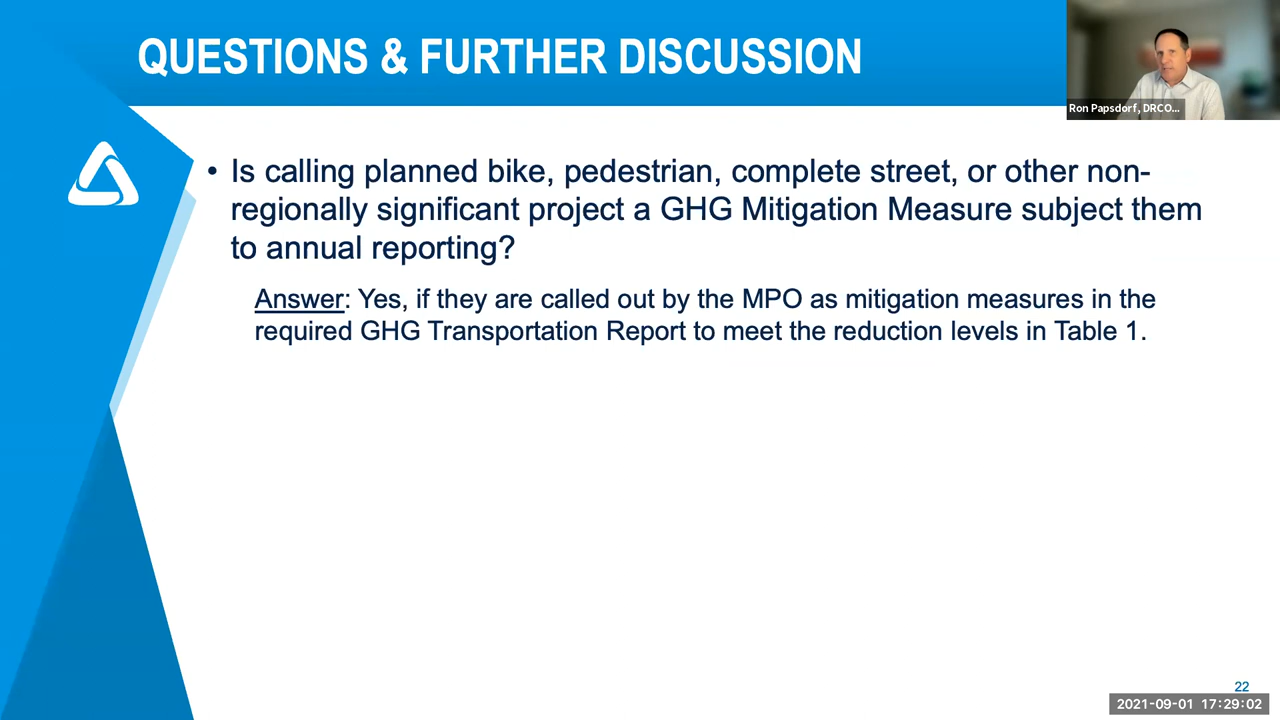 QUESTIONS & FURTHER DISCUSSION
Ron Papsdorf, DRCO...
• Is calling planned bike, pedestrian, complete street, or other non-
regionally significant project a GHG Mitigation Measure subject them
to annual reporting?
Answer: Yes, if they are called out by the MPO as mitigation measures in the
required GHG Transportation Report to meet the reduction levels in Table 1.
22
2021-09-01 17:29:02